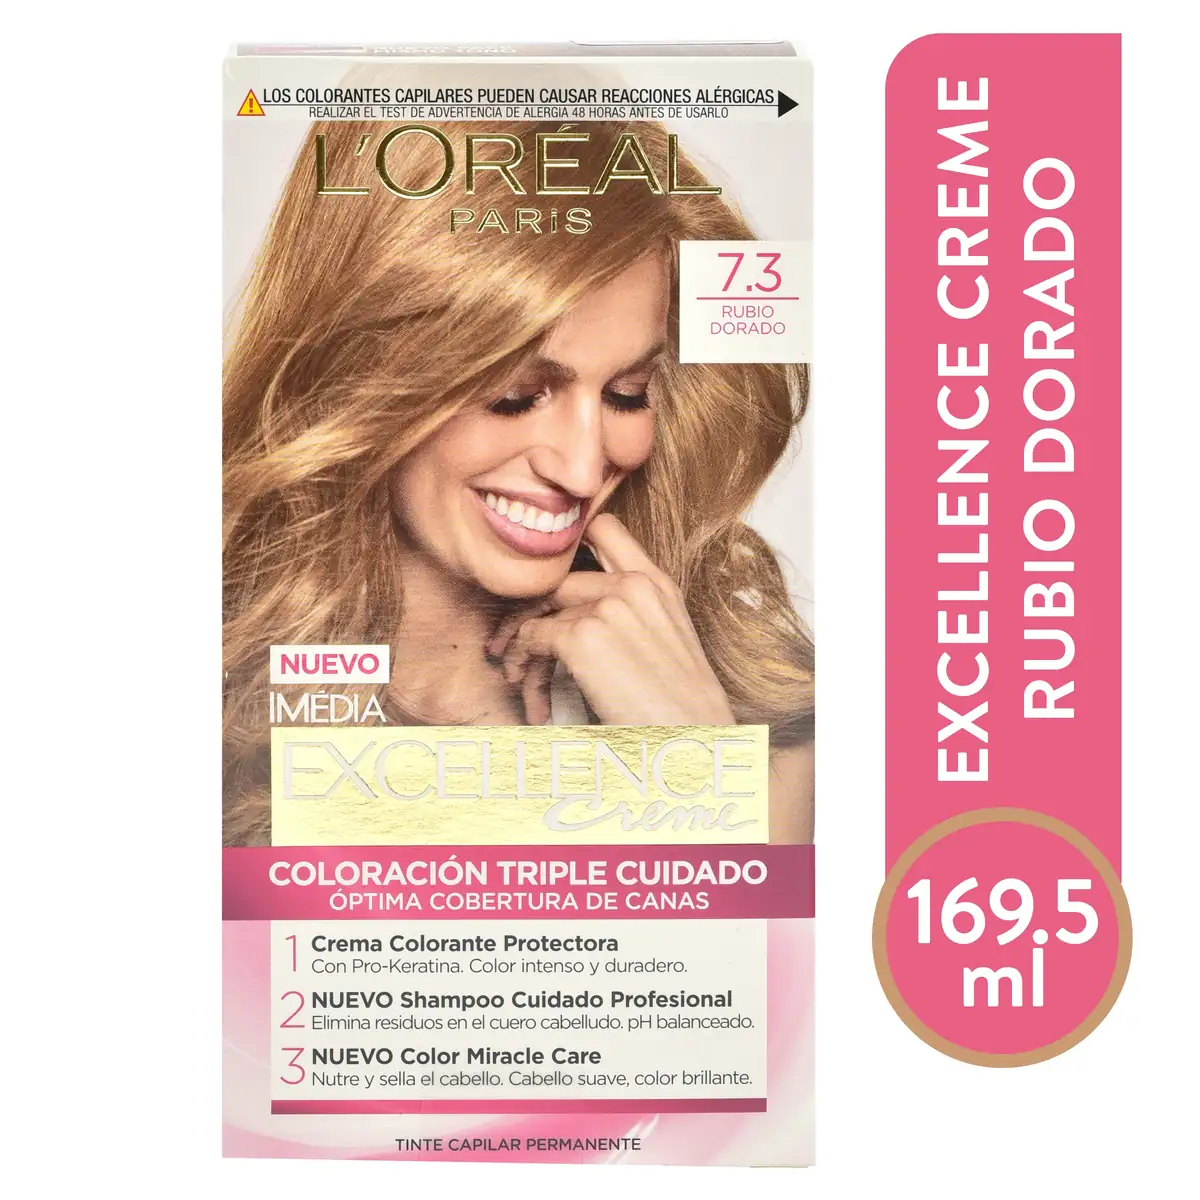 LOS COLORANTES CAPILARES PUEDEN CAUSAR REACCIONES ALÉRGICAS
REALIZAR EL TEST DE ADVERTENCIA DE ALERGIA 48 HORAS ANTES DE USARLO
L'ORÉAL
PARiS
7.3
RUBIO
DORADO
NUEVO
IMÉDIA
EXCELLENCE
Creme
COLORACIÓN TRIPLE CUIDADO
ÓPTIMA COBERTURA DE CANAS
1 Crema Colorante Protectora
Con Pro-Keratina. Color intenso y duradero.
2 NUEVO Shampoo Cuidado Profesional
Elimina residuos en el cuero cabelludo. pH balanceado.
3 NUEVO Color Miracle Care
Nutre y sella el cabello. Cabello suave, color brillante.
TINTE CAPILAR PERMANENTE
EXCELLENCE CREME
RUBIO DORADO
169.5
ml